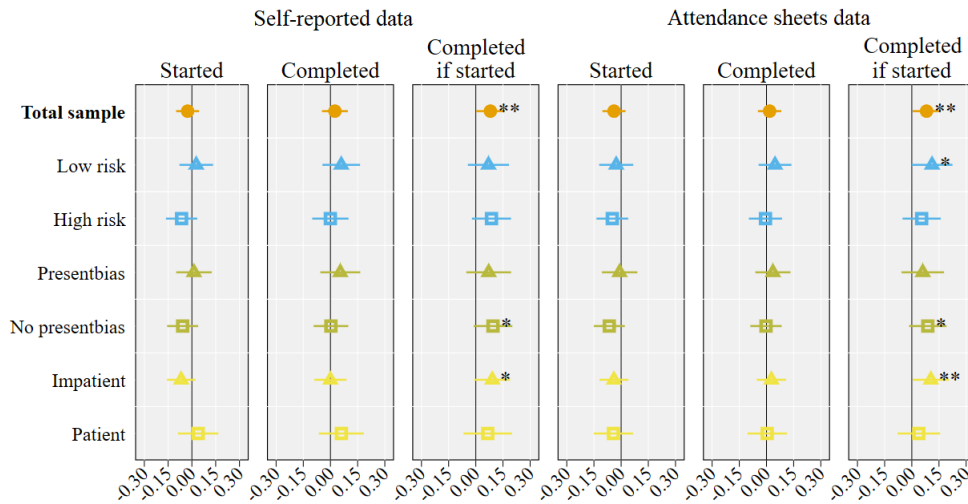 Self-reported data
Attendance sheets data
Started
Completed
Completed
if started
Started
Completed
Completed
if started
Total sample
**
**
Low risk
*
High risk
Presentbias
No presentbias
*
*
Impatient
*
**
Patient
-0.30 -0.15 0.00 0.15 0.30
-0.30 -0.15 0.00 0.15 0.30
-0.30 -0.15 0.00 0.15 0.30
-0.30 -0.15 0.00 0.15 0.30
-0.30 -0.15 0.00 0.15 0.30
-0.30 -0.15 0.00 0.15 0.30